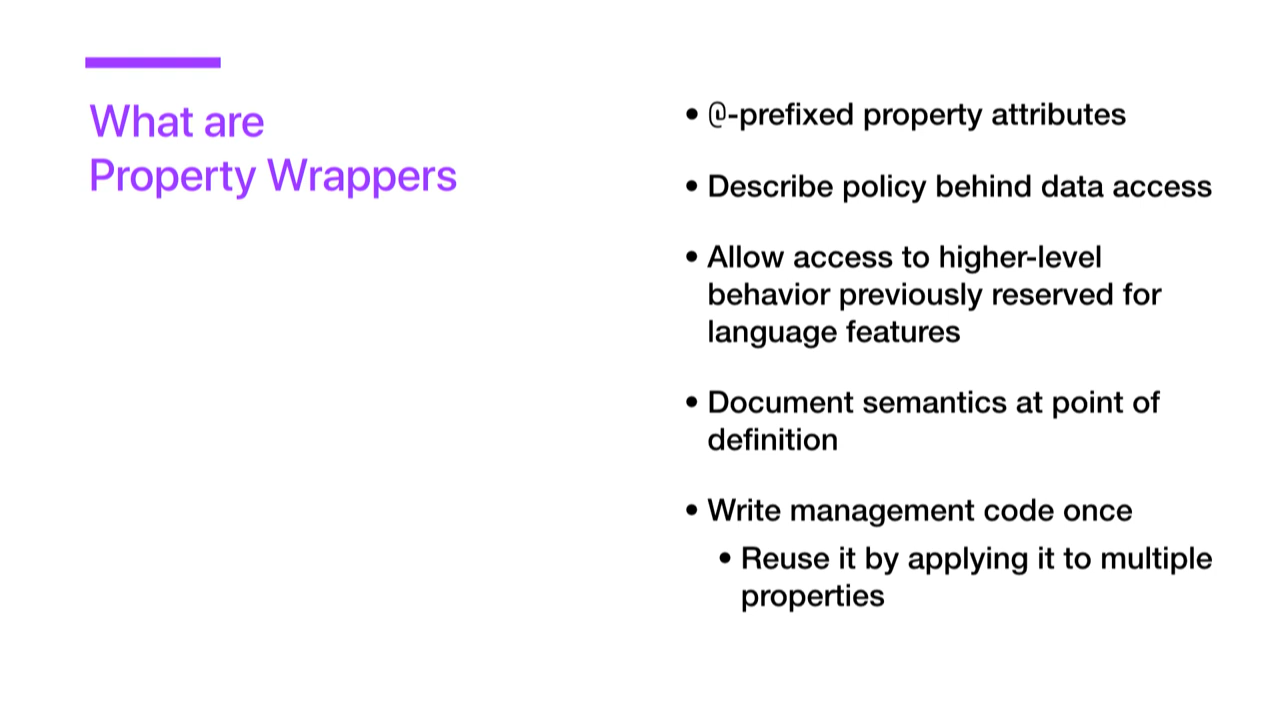 What are
Property Wrappers
• @-prefixed property attributes
• Describe policy behind data access
• Allow access to higher-level
behavior previously reserved for
language features
• Document semantics at point of
definition
• Write management code once
• Reuse it by applying it to multiple
properties